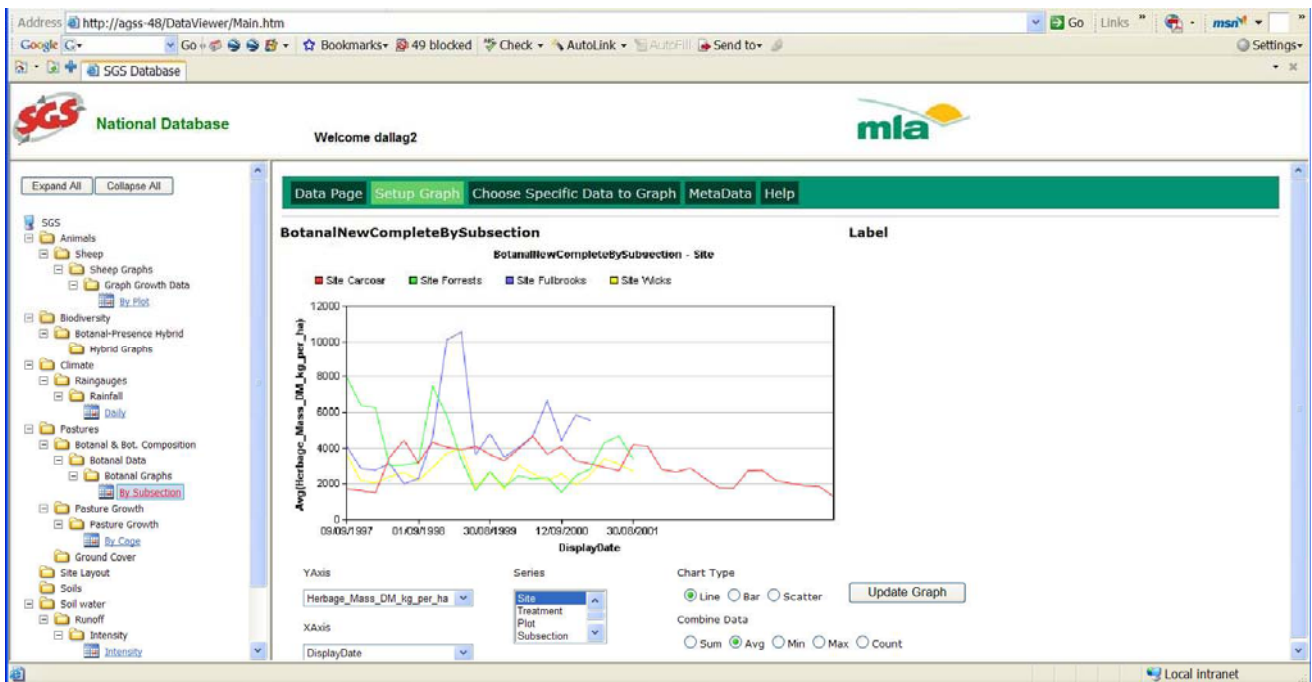 Address http://agss-48/DataViewer/Main.htm Go Links » msn »
Google G Go Bookmarks 49 blocked Check AutoLink AutoFill Send to Settings
SGS Database
SGS National Database
Welcome dallag2
mla
Expand All Collapse All
SGS
Animals
Sheep
Sheep Graphs
Graph Growth Data
By Plot
Biodiversity
Botanal-Presence Hybrid
Hybrid Graphs
Climate
Raingauges
Rainfall
Daily
Pastures
Botanal & Bot. Composition
Botanal Data
Botanal Graphs
By Subsection
Pasture Growth
Pasture Growth
By Cage
Ground Cover
Site Layout
Soils
Soil water
Runoff
Intensity
Intensity
Data Page Setup Graph Choose Specific Data to Graph MetaData Help
BotanalNewCompleteBySubsection Label
BotanalNewCompleteBySubsection - Site
Site Carcoar Site Forrests Site Fulbrooks Site Wicks
Avg(Herbage_Mass_DM_kg_per_ha)
12000
10000
8000
6000
4000
2000
0
09/09/1997 01/09/1998 30/08/1999 12/09/2000 30/08/2001
DisplayDate
YAxis
Herbage_Mass_DM_kg_per_ha
XAxis
DisplayDate
Series
Site
Treatment
Plot
Subsection
Chart Type
Line Bar Scatter
Combine Data
Sum Avg Min Max Count
Update Graph
Local intranet